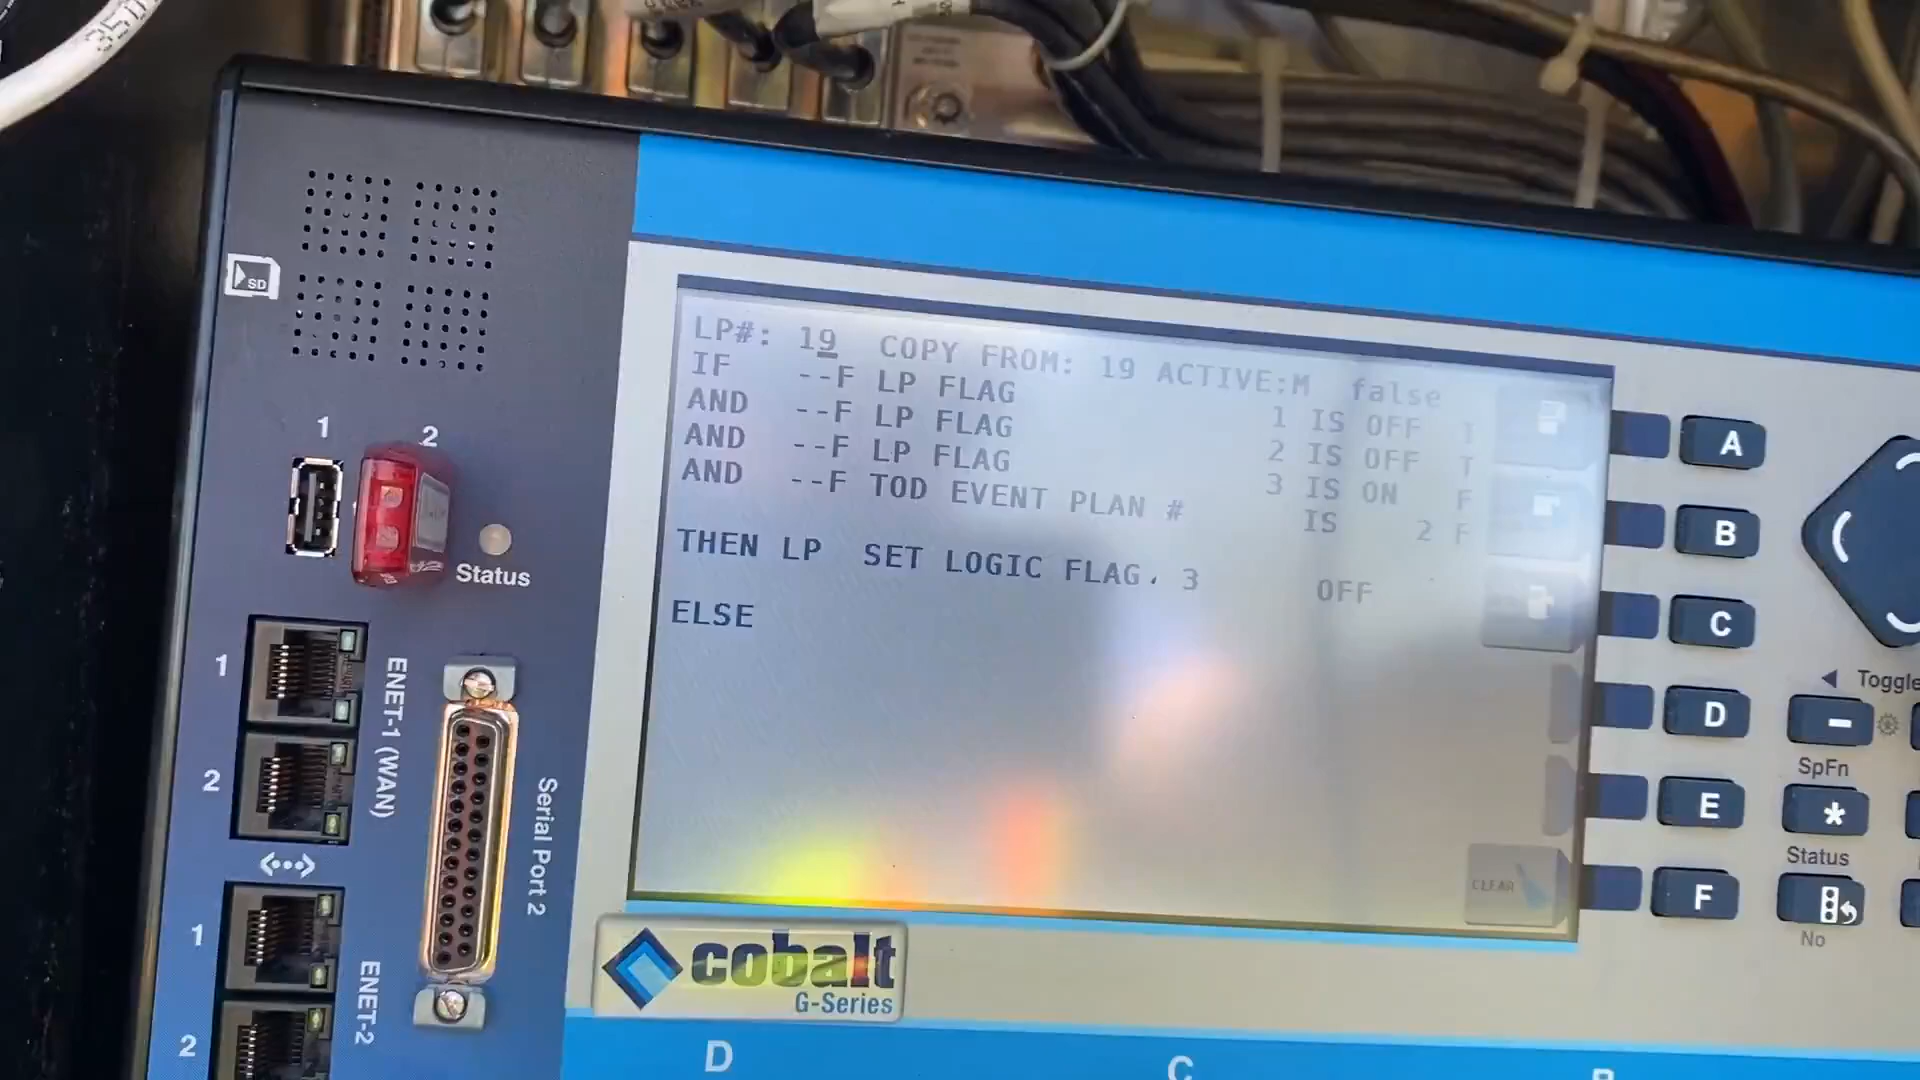 350
SD
1 2
Status
LP#: 19 COPY FROM: 19 ACTIVE:M false
IF --F LP FLAG 1 IS OFF T
AND --F LP FLAG 2 IS OFF T
AND --F LP FLAG 3 IS ON F
AND --F TOD EVENT PLAN # IS 2 F
THEN LP SET LOGIC FLAG. 3 OFF
ELSE
CLEAR
A
B
C
D
E
F
Toggle
-
SpFn
*
Status
No
1
2
ENET-1 (WAN)
<···>
1
2
ENET-2
Serial Port 2
cobalt
G-Series
D C